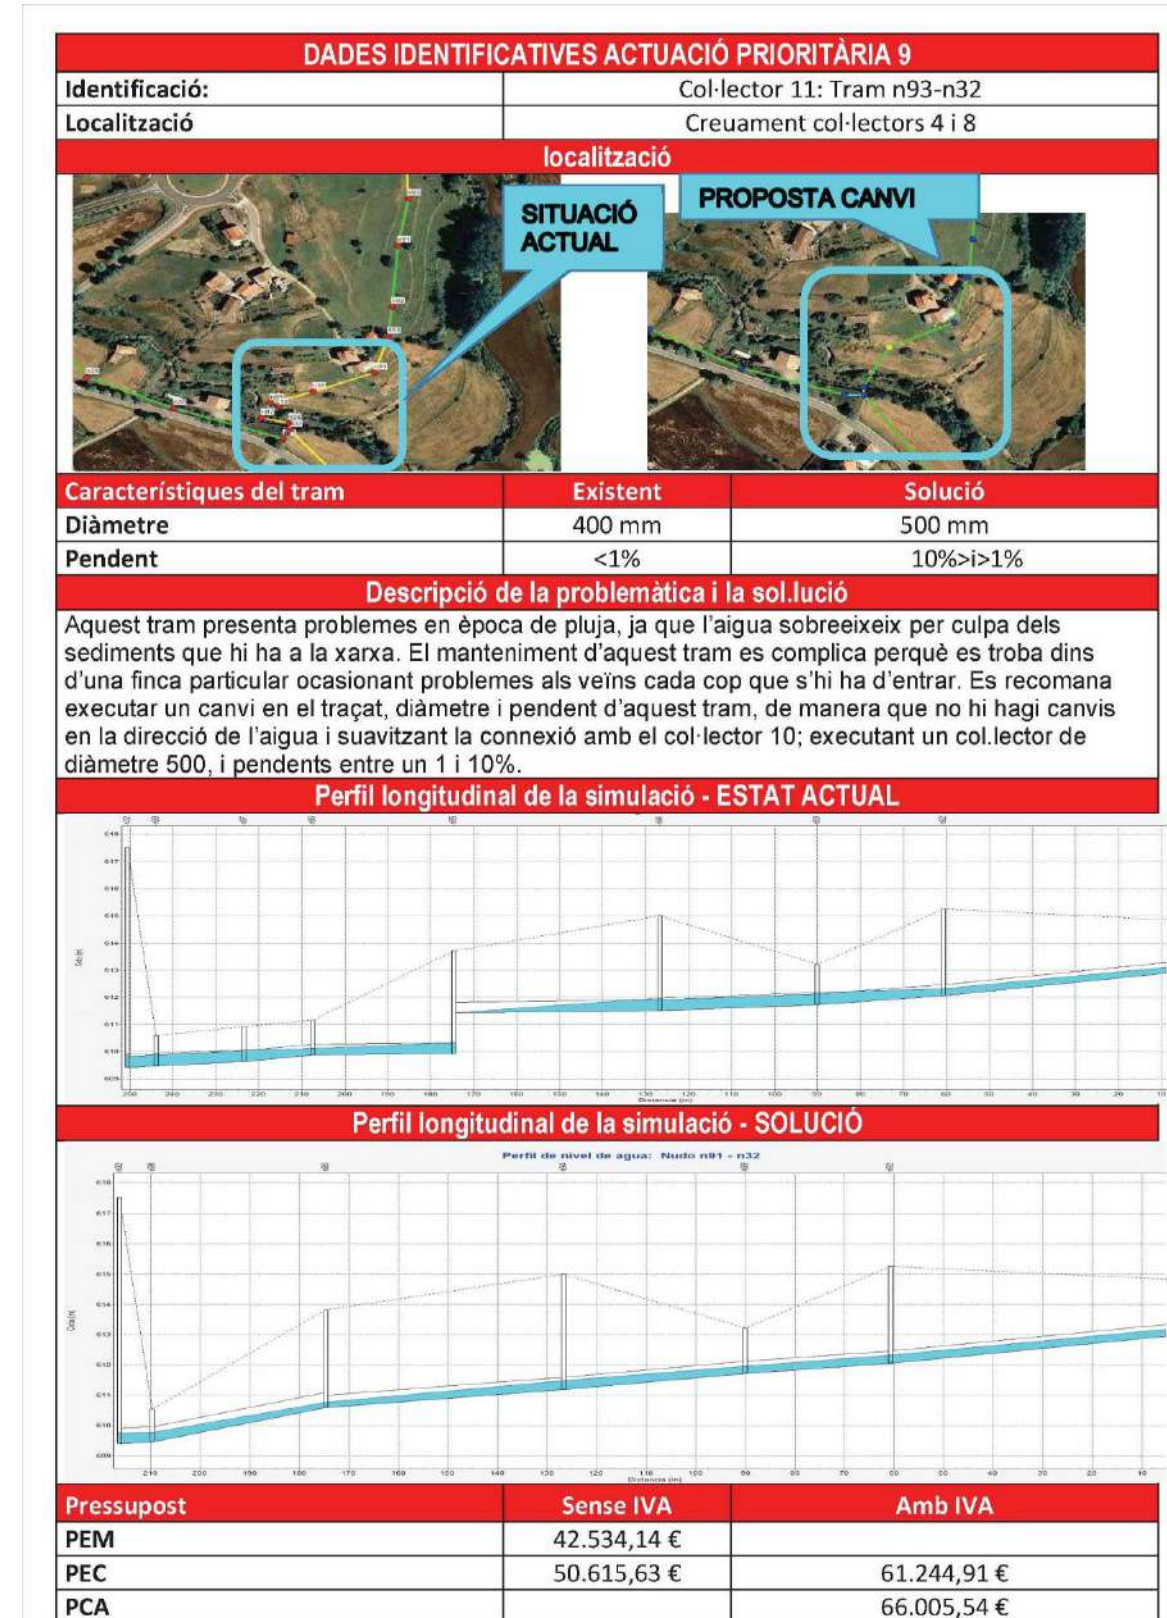 DADES IDENTIFICATIVES ACTUACIÓ PRIORITÀRIA 9
Identificació: Col·lector 11: Tram n93-n32
Localització Creuament col·lectors 4 i 8
localització
SITUACIÓ
ACTUAL
PROPOSTA CANVI
Característiques del tram Existent Solució
Diàmetre 400 mm 500 mm
Pendent <1% 10%>i>1%
Descripció de la problemàtica i la sol.lució
Aquest tram presenta problemes en època de pluja, ja que l'aigua sobreeixeix per culpa dels
sediments que hi ha a la xarxa. El manteniment d'aquest tram es complica perquè es troba dins
d'una finca particular ocasionant problemes als veïns cada cop que s'hi ha d'entrar. Es recomana
executar un canvi en el traçat, diàmetre i pendent d'aquest tram, de manera que no hi hagi canvis
en la direcció de l'aigua i suavitzant la connexió amb el col·lector 10; executant un col.lector de
diàmetre 500, i pendents entre un 1 i 10%.
Perfil longitudinal de la simulació - ESTAT ACTUAL
Distancia (m)
Perfil longitudinal de la simulació - SOLUCIÓ
Perfil de nivel de agua: Nudo n91 - n32
Distancia (m)
Pressupost Sense IVA Amb IVA
PEM 42.534,14 €
PEC 50.615,63 € 61.244,91 €
PCA 66.005,54 €